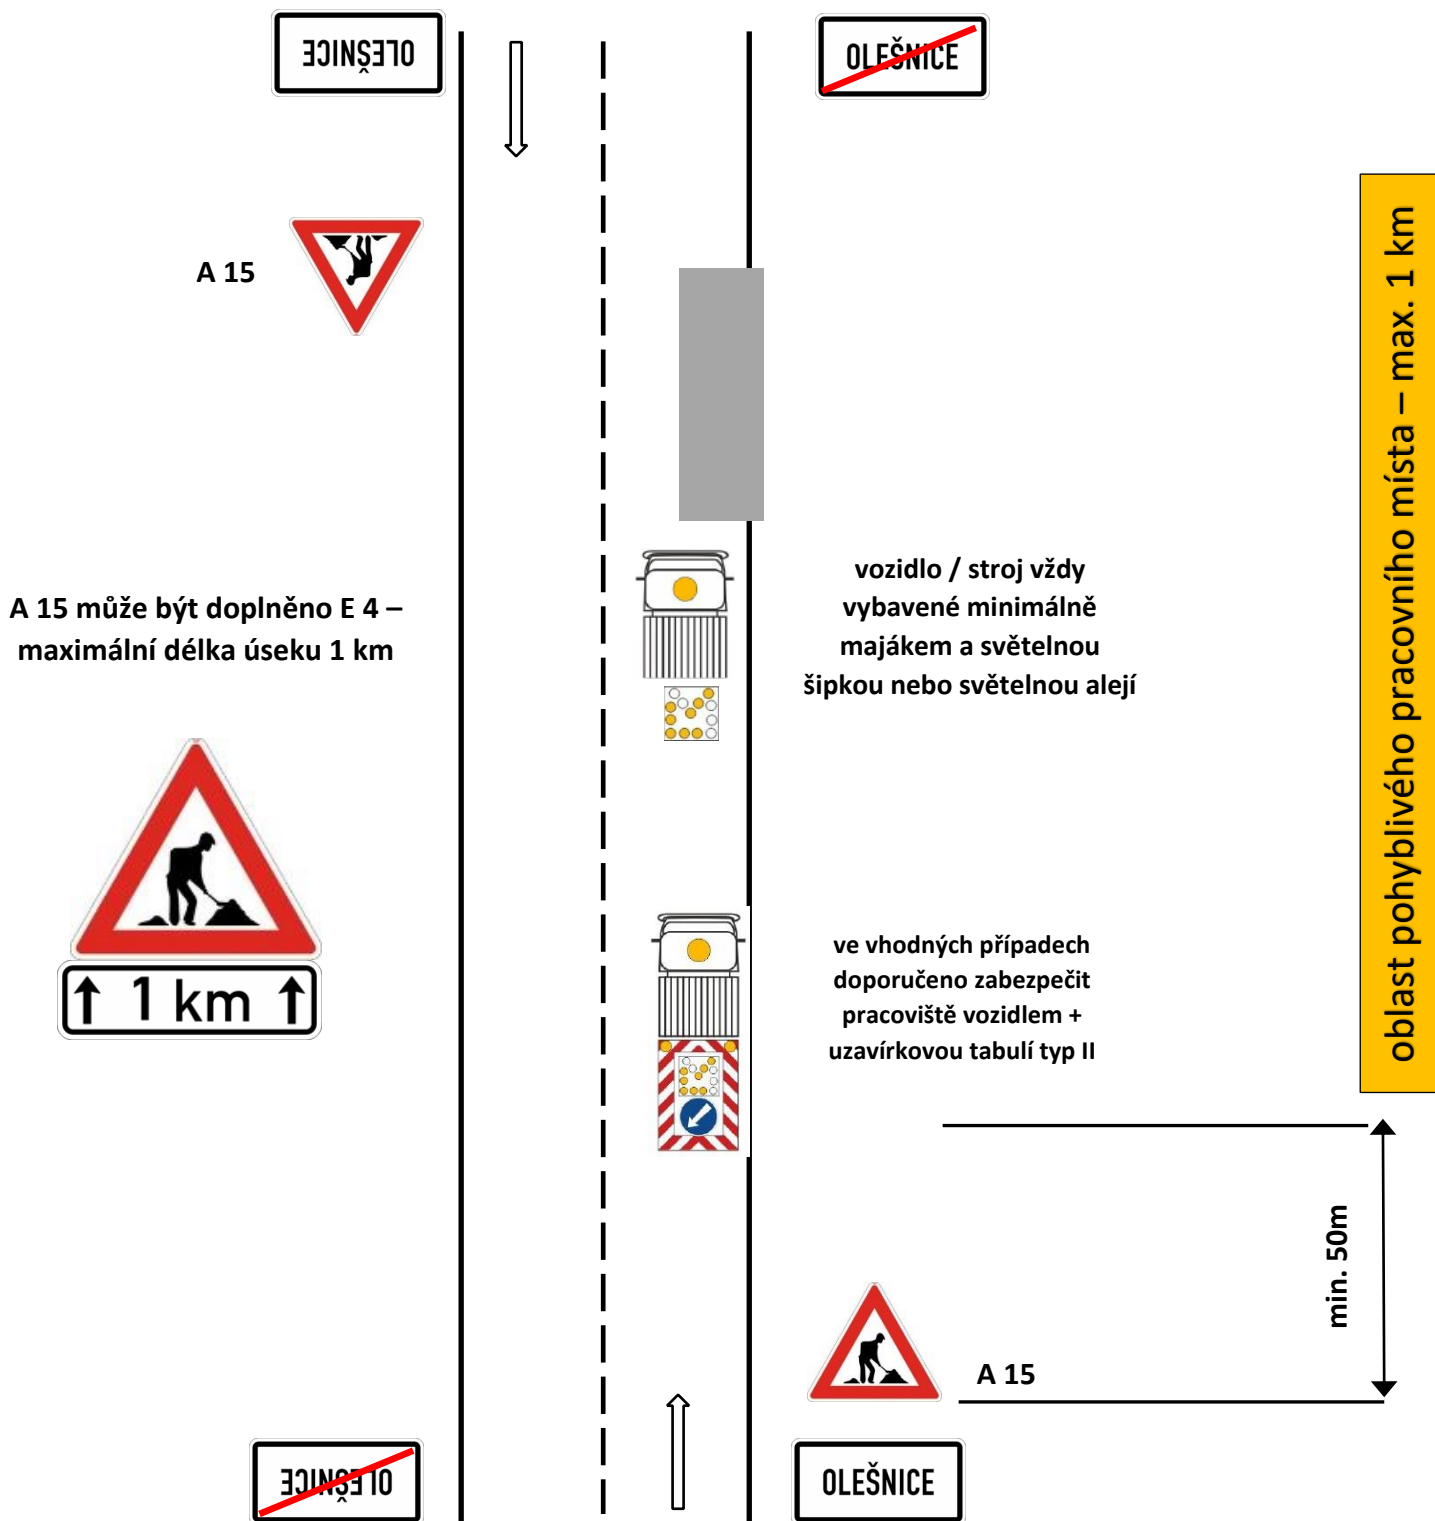 OLEŠNICE
OLEŠNICE
A 15
oblast pohyblivého pracovního místa – max. 1 km
A 15 může být doplněno E 4 –
maximální délka úseku 1 km
vozidlo / stroj vždy
vybavené minimálně
majákem a světelnou
šipkou nebo světelnou alejí
1 km
ve vhodných případech
doporučeno zabezpečit
pracoviště vozidlem +
uzavírkovou tabulí typ II
min. 50m
A 15
OLEŠNICE
OLEŠNICE